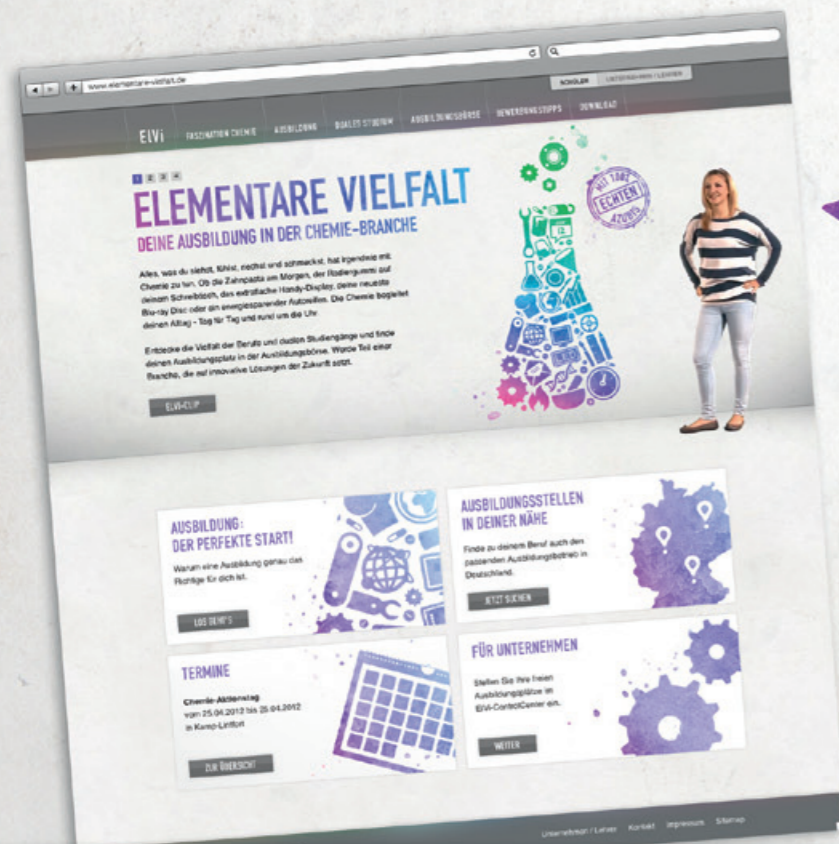 www.elementare-vielfalt.de
SCHÜLER UNTERNEHMEN / LEHRER
ElVi FASZINATION CHEMIE AUSBILDUNG DUALES STUDIUM AUSBILDUNGSBÖRSE BEWERBUNGSTIPPS DOWNLOAD
1 2 3 4
ELEMENTARE VIELFALT
DEINE AUSBILDUNG IN DER CHEMIE-BRANCHE
MIT 100%
ECHTEN
AZUBIS
Alles, was du siehst, fühlst, riechst und schmeckst, hat irgendwie mit
Chemie zu tun. Ob die Zahnpasta am Morgen, der Radiergummi auf
deinem Schreibtisch, das extraflache Handy-Display, deine neueste
Blu-ray Disc oder ein energiesparender Autoreifen. Die Chemie begleitet
deinen Alltag – Tag für Tag und rund um die Uhr.
Entdecke die Vielfalt der Berufe und dualen Studiengänge und finde
deinen Ausbildungsplatz in der Ausbildungsbörse. Werde Teil einer
Branche, die auf innovative Lösungen der Zukunft setzt.
ELVI-CLIP
AUSBILDUNG:
DER PERFEKTE START!
Warum eine Ausbildung genau das
Richtige für dich ist.
LOS GEHT'S
AUSBILDUNGSSTELLEN
IN DEINER NÄHE
Finde zu deinem Beruf auch den
passenden Ausbildungsbetrieb in
Deutschland.
JETZT SUCHEN
TERMINE
Chemie-Aktionstag
vom 25.04.2012 bis 25.04.2012
in Kamp-Lintfort
ZUR ÜBERSICHT
FÜR UNTERNEHMEN
Stellen Sie Ihre freien
Ausbildungsplätze im
ElVi-ControlCenter ein.
WEITER
Unternehmen / Lehrer Kontakt Impressum Sitemap